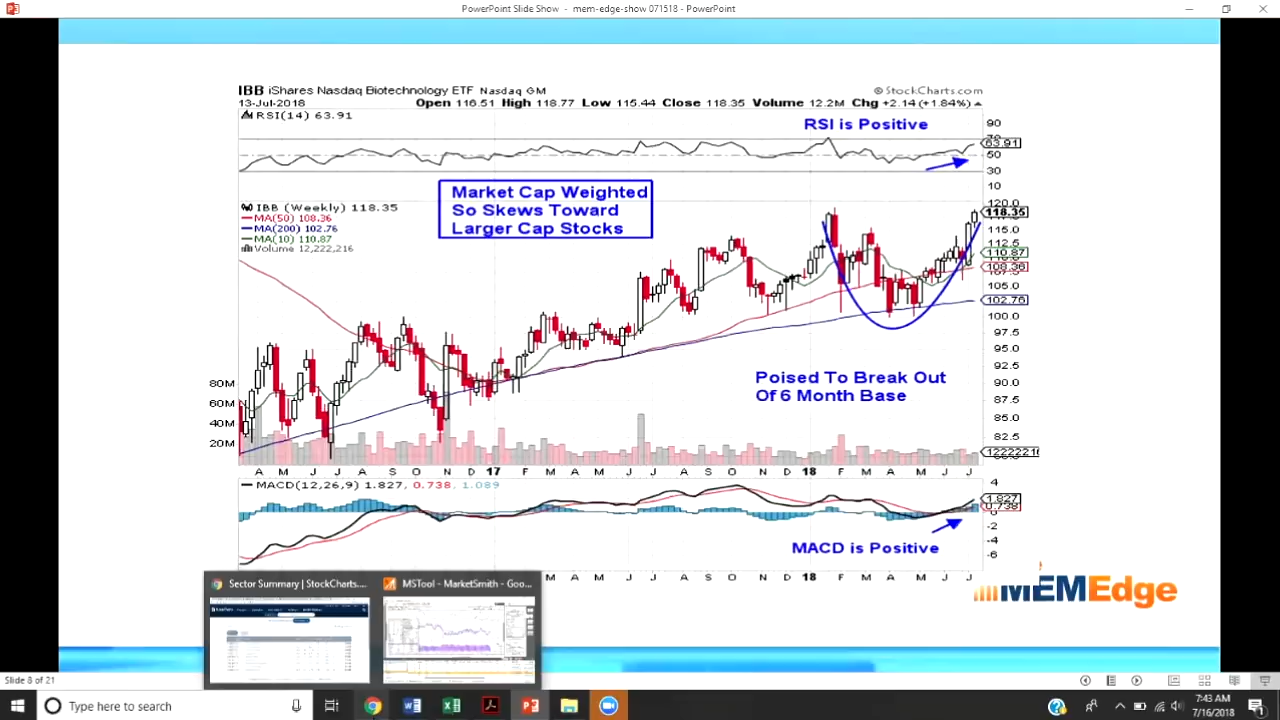 PowerPoint Slide Show - mem-edge-show 071518 - PowerPoint
IBB iShares Nasdaq Biotechnology ETF Nasdaq GM
© StockCharts.com
13-Jul-2018
Open 116.51 High 118.77 Low 115.44 Close 118.35 Volume 12.2M Chg +2.14 (+1.84%)
RSI(14) 63.91
RSI is Positive
90
70
63.91
50
30
10
Market Cap Weighted
So Skews Toward
Larger Cap Stocks
IBB (Weekly) 118.35
MA(50) 108.36
MA(200) 102.76
MA(10) 110.87
Volume 12,222,216
120.0
118.35
115.0
112.5
110.87
108.36
107.5
105.0
102.76
100.0
97.5
95.0
92.5
90.0
87.5
85.0
82.5
12222216
80M
60M
40M
20M
Poised To Break Out
Of 6 Month Base
A M J J A S O N D 17 F M A M J J A S O N D 18 F M A M J J
MACD(12,26,9) 1.827, 0.738, 1.089
4
1.827
0.738
0
-2
-4
-6
MACD is Positive
M A M J J A S O N D 18 F M A M J J
MEMEdge
Sector Summary | StockCharts....
MSTool - MarketSmith - Goo...
Slide 8 of 21
Type here to search
7:43 AM
7/16/2018